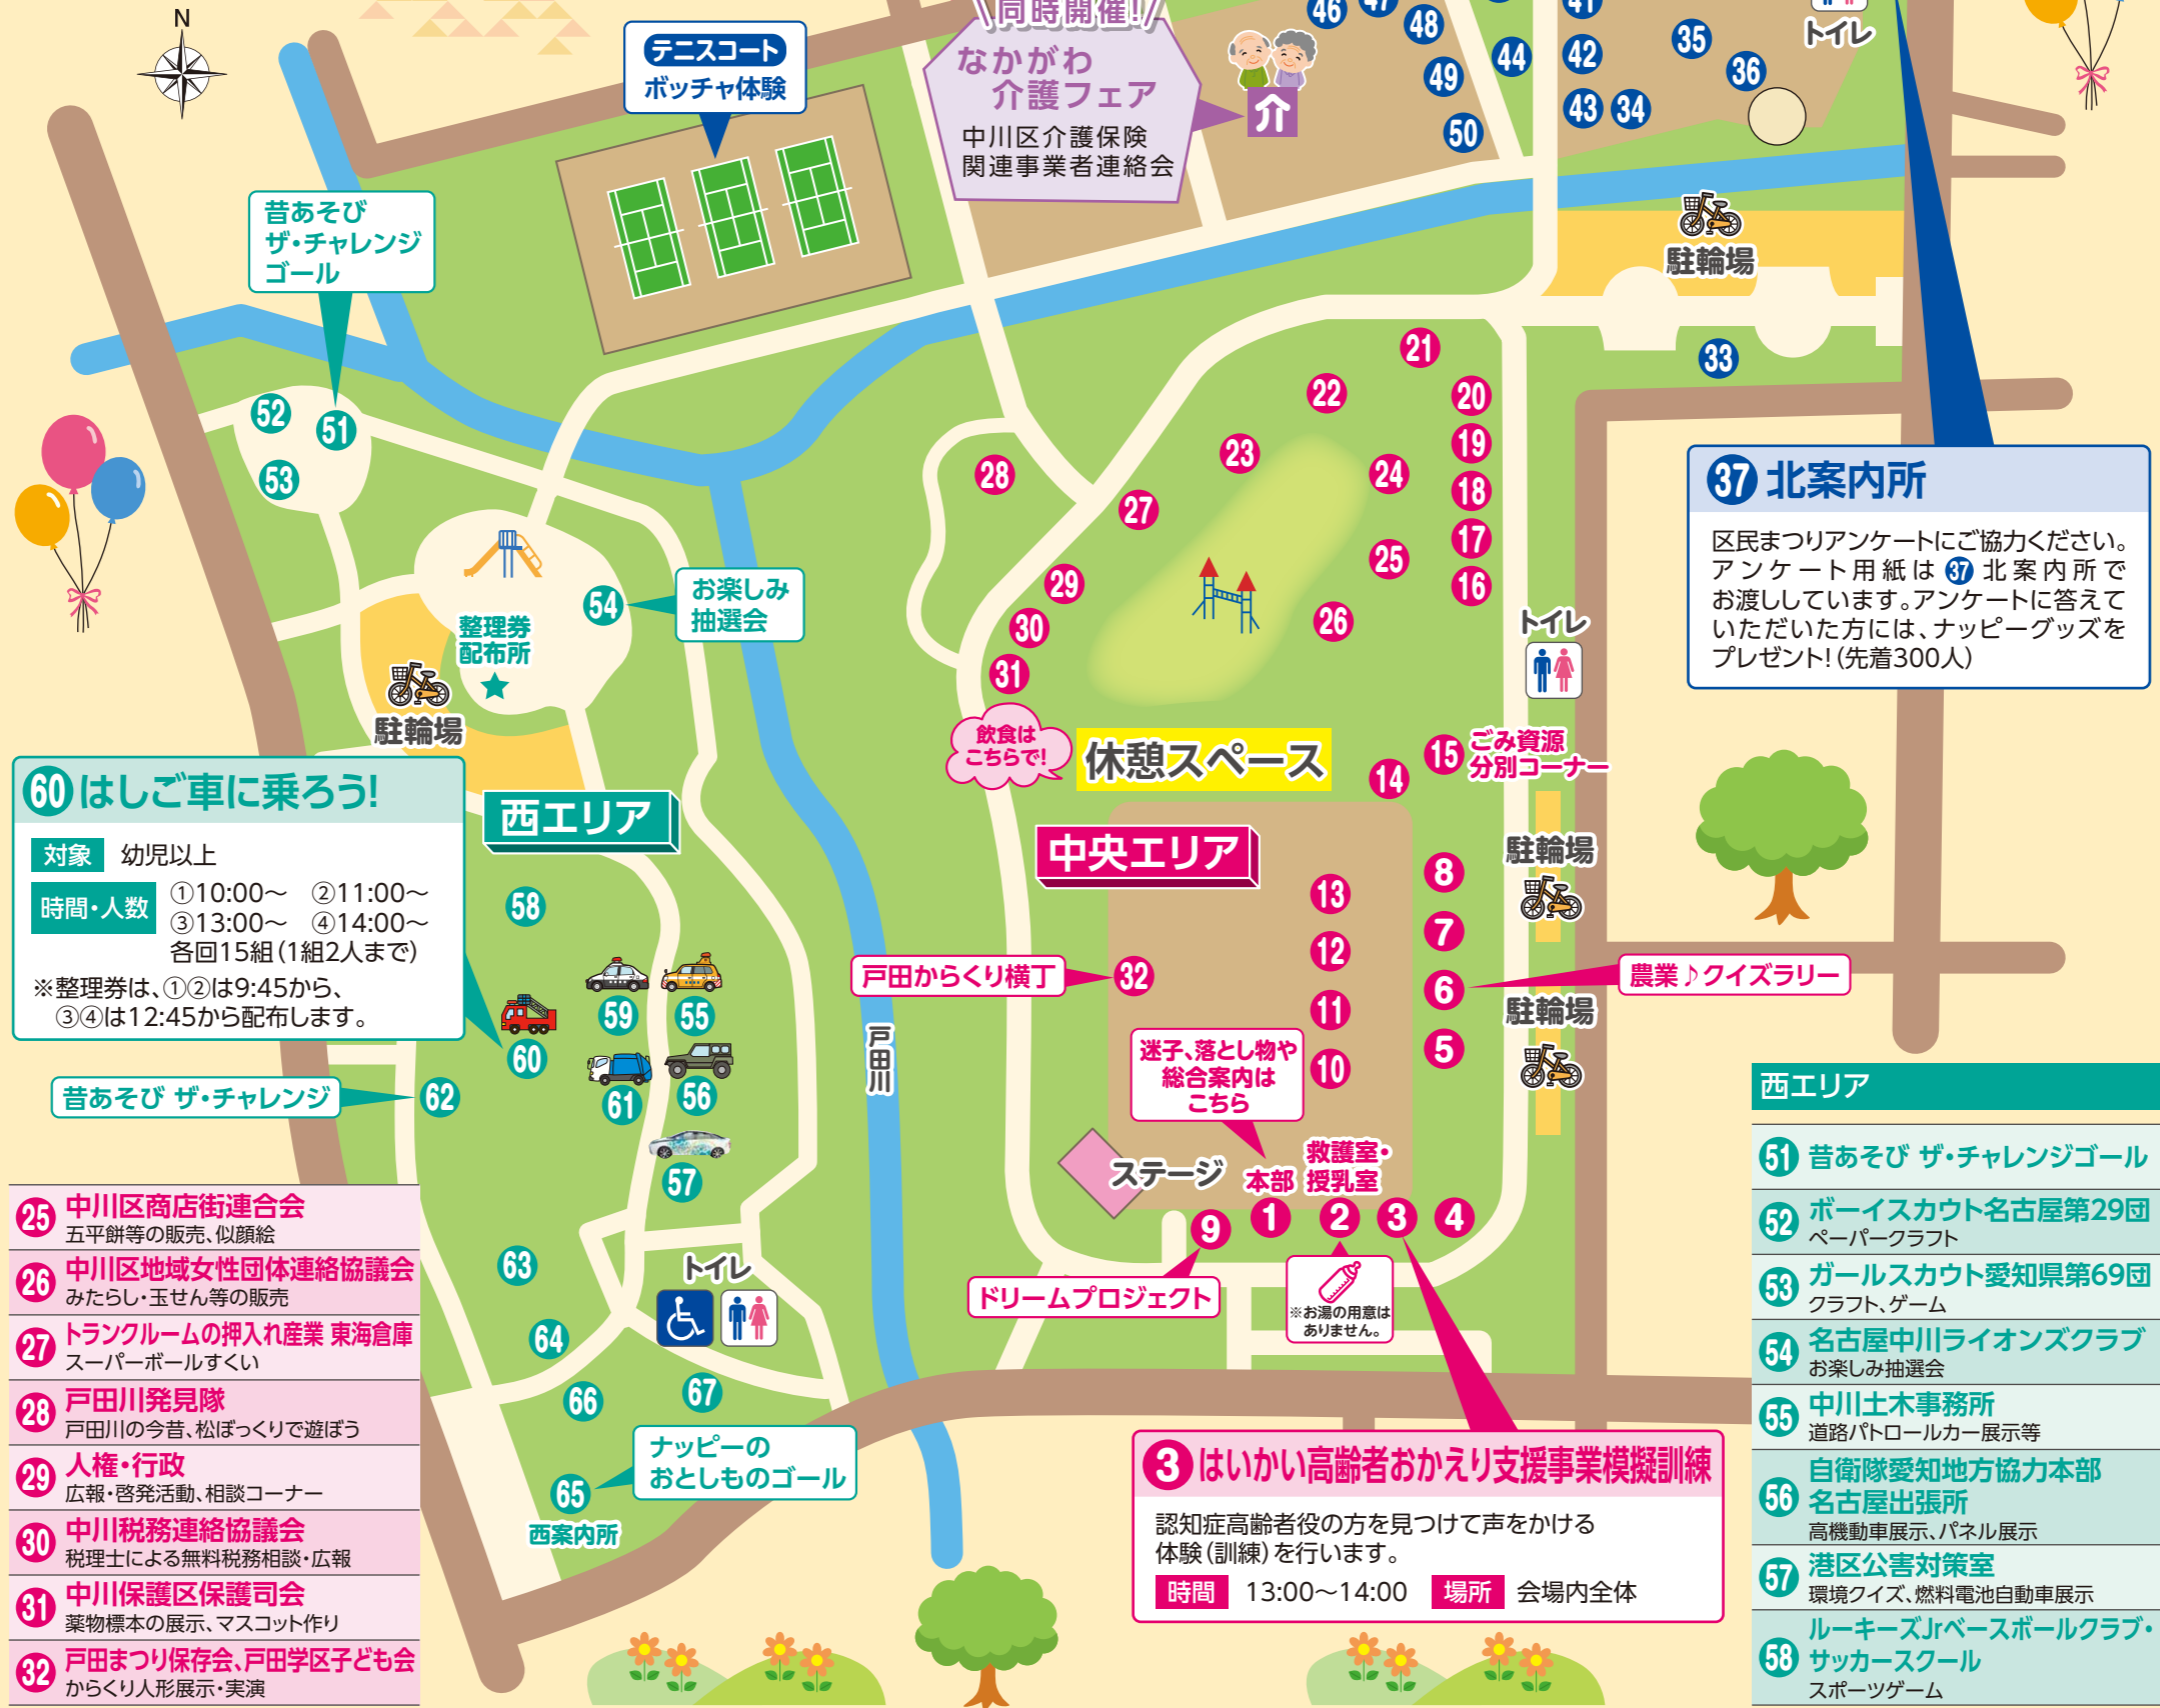 N
テニスコート
ボッチャ体験
同時開催!
なかがわ
介護フェア
中川区介護保険
関連事業者連絡会
介
46
47
48
49
50
44
41
42
43
34
35
36
トイレ
昔あそび
ザ・チャレンジ
ゴール
駐輪場
33
52
51
53
21
22
20
19
18
17
16
23
24
25
26
27
28
29
30
31
37 北案内所
区民まつりアンケートにご協力ください。
アンケート用紙は 37 北案内所で
お渡ししています。アンケートに答えて
いただいた方には、ナッピーグッズを
プレゼント!(先着300人)
54
お楽しみ
抽選会
整理券
配布所
駐輪場
トイレ
飲食は
こちらで!
休憩スペース
14
15
ごみ資源
分別コーナー
60 はしご車に乗ろう!
対象 幼児以上
時間・人数 ①10:00～ ②11:00～
③13:00～ ④14:00～
各回15組(1組2人まで)
※整理券は、①②は9:45から、
③④は12:45から配布します。
西エリア
中央エリア
58
59
55
60
61
56
57
62
昔あそび ザ・チャレンジ
戸田川
戸田からくり横丁
32
13
12
11
10
8
7
6
5
駐輪場
農業♪クイズラリー
駐輪場
迷子、落とし物や
総合案内は
こちら
ステージ
本部
救護室・
授乳室
9
1
2
3
4
ドリームプロジェクト
※お湯の用意は
ありません。
63
64
トイレ
66
67
65
西案内所
ナッピーの
おとしものゴール
3 はいかい高齢者おかえり支援事業模擬訓練
認知症高齢者役の方を見つけて声をかける
体験(訓練)を行います。
時間 13:00～14:00 場所 会場内全体
25 中川区商店街連合会
五平餅等の販売、似顔絵
26 中川区地域女性団体連絡協議会
みたらし・玉せん等の販売
27 トランクルームの押入れ産業 東海倉庫
スーパーボールすくい
28 戸田川発見隊
戸田川の今昔、松ぼっくりで遊ぼう
29 人権・行政
広報・啓発活動、相談コーナー
30 中川税務連絡協議会
税理士による無料税務相談・広報
31 中川保護区保護司会
薬物標本の展示、マスコット作り
32 戸田まつり保存会、戸田学区子ども会
からくり人形展示・実演
西エリア
51 昔あそび ザ・チャレンジゴール
52 ボーイスカウト名古屋第29団
ペーパークラフト
53 ガールスカウト愛知県第69団
クラフト、ゲーム
54 名古屋中川ライオンズクラブ
お楽しみ抽選会
55 中川土木事務所
道路パトロールカー展示等
56 自衛隊愛知地方協力本部
名古屋出張所
高機動車展示、パネル展示
57 港区公害対策室
環境クイズ、燃料電池自動車展示
58 ルーキーズJrベースボールクラブ・
サッカースクール
スポーツゲーム